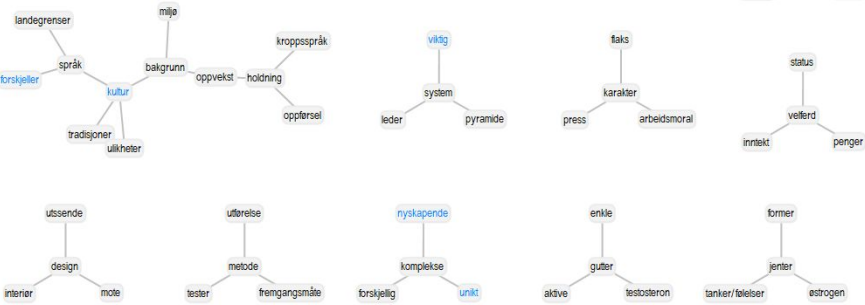 landegrenser
miljø
kroppsspråk
språk
bakgrunn
forskjeller
kultur
oppvekst
holdning
oppførsel
tradisjoner
ulikheter
viktig
system
leder
pyramide
flaks
karakter
press
arbeidsmoral
status
velferd
inntekt
penger
utssende
design
interiør
mote
utførelse
metode
tester
fremgangsmåte
nyskapende
komplekse
forskjellig
unikt
enkle
gutter
aktive
testosteron
former
jenter
tanker/følelser
østrogen